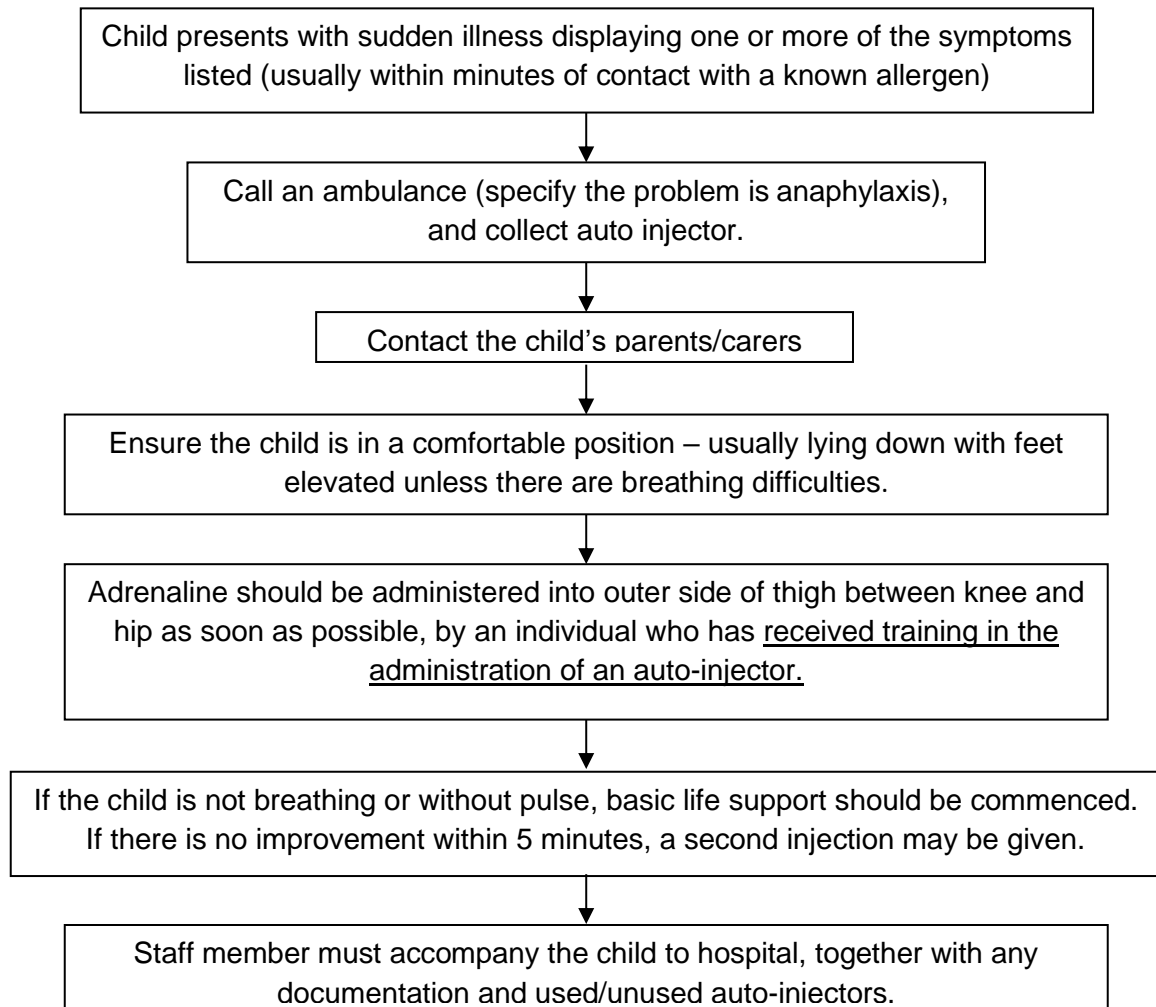 Child presents with sudden illness displaying one or more of the symptoms
listed (usually within minutes of contact with a known allergen)
Call an ambulance (specify the problem is anaphylaxis),
and collect auto injector.
Contact the child's parents/carers
Ensure the child is in a comfortable position – usually lying down with feet
elevated unless there are breathing difficulties.
Adrenaline should be administered into outer side of thigh between knee and
hip as soon as possible, by an individual who has received training in the
administration of an auto-injector.
If the child is not breathing or without pulse, basic life support should be commenced.
If there is no improvement within 5 minutes, a second injection may be given.
Staff member must accompany the child to hospital, together with any
documentation and used/unused auto-injectors.